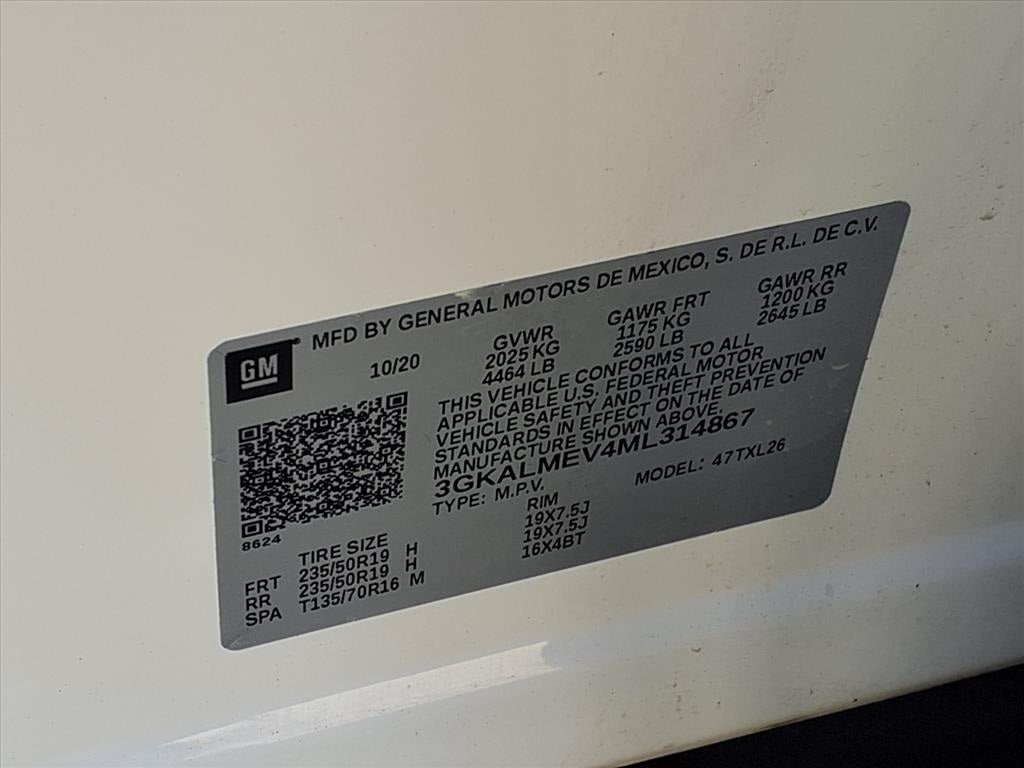 GM
MFD BY GENERAL MOTORS DE MEXICO, S. DE R.L. DE C.V.
10/20 GVWR GAWR FRT GAWR RR
2025 KG 1175 KG 1200 KG
4464 LB 2590 LB 2645 LB
THIS VEHICLE CONFORMS TO ALL
APPLICABLE U.S. FEDERAL MOTOR
VEHICLE SAFETY AND THEFT PREVENTION
STANDARDS IN EFFECT ON THE DATE OF
MANUFACTURE SHOWN ABOVE.
3GKALMEV4ML314867
TYPE: M.P.V. MODEL: 47TXL26
8624
TIRE SIZE RIM
FRT 235/50R19 H 19X7.5J
RR 235/50R19 H 19X7.5J
SPA T135/70R16 M 16X4BT